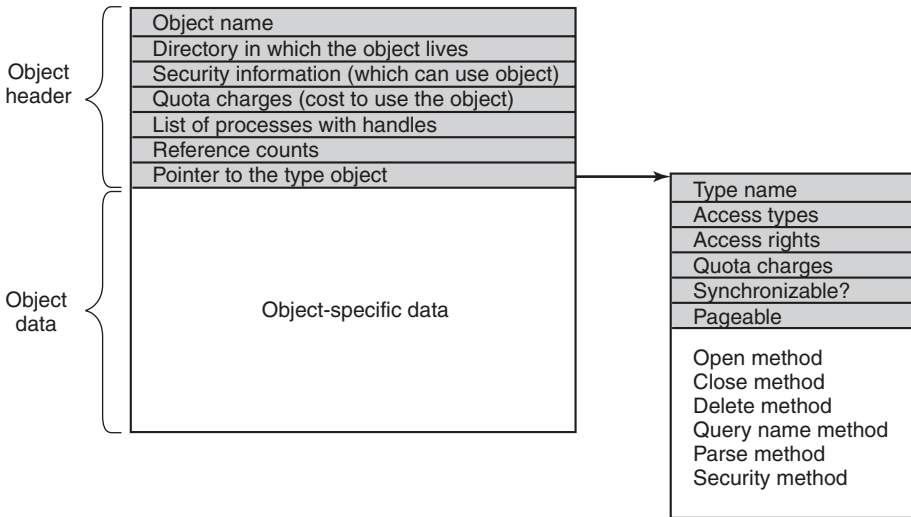 Object name
Directory in which the object lives
Security information (which can use object)
Quota charges (cost to use the object)
List of processes with handles
Reference counts
Pointer to the type object
Object
header
Object
data
Object-specific data
Type name
Access types
Access rights
Quota charges
Synchronizable?
Pageable
Open method
Close method
Delete method
Query name method
Parse method
Security method